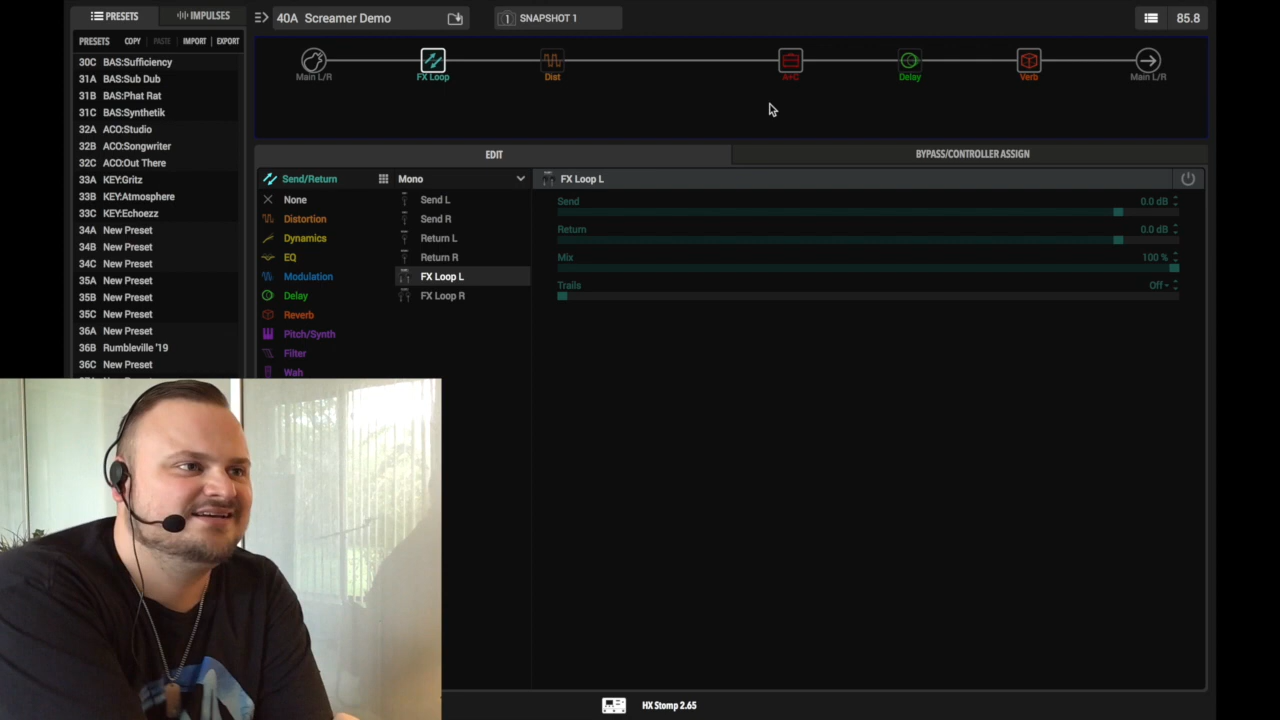 PRESETS
IMPULSES
40A Screamer Demo
1 SNAPSHOT 1
85.8
PRESETS COPY PASTE IMPORT EXPORT
30C BAS:Sufficiency
31A BAS:Sub Dub
31B BAS:Phat Rat
31C BAS:Synthetik
32A ACO:Studio
32B ACO:Songwriter
32C ACO:Out There
33A KEY:Gritz
33B KEY:Atmosphere
33C KEY:Echoezz
34A New Preset
34B New Preset
34C New Preset
35A New Preset
35B New Preset
35C New Preset
36A New Preset
36B Rumbleville '19
36C New Preset
Main L/R
FX Loop
Dist
A+C
Delay
Verb
Main L/R
EDIT
BYPASS/CONTROLLER ASSIGN
Send/Return
None
Distortion
Dynamics
EQ
Modulation
Delay
Reverb
Pitch/Synth
Filter
Wah
Mono
Send L
Send R
Return L
Return R
FX Loop L
FX Loop R
FX Loop L
Send 0.0 dB
Return 0.0 dB
Mix 100 %
Trails Off
HX Stomp 2.65